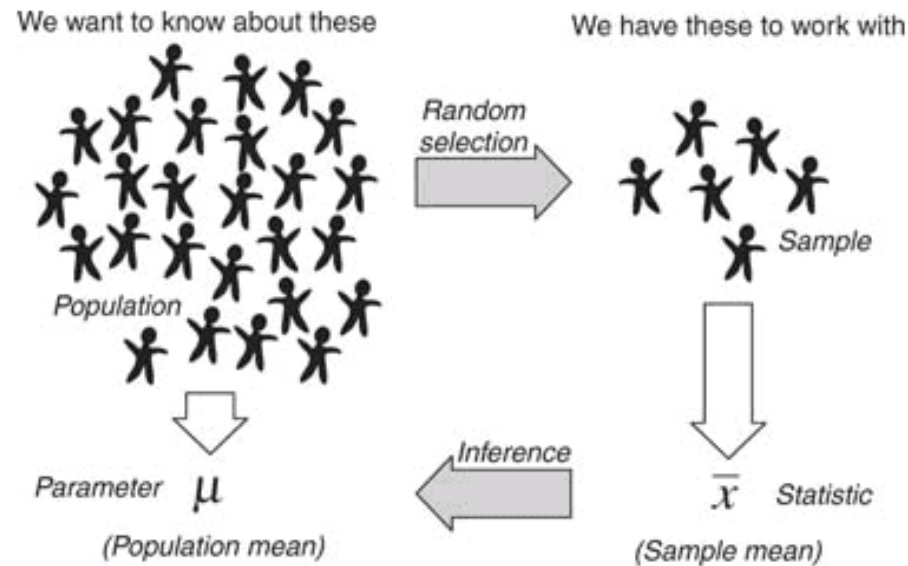 We want to know about these
We have these to work with
Random
selection
Sample
Population
Inference
Parameter μ
x̄ Statistic
(Population mean)
(Sample mean)